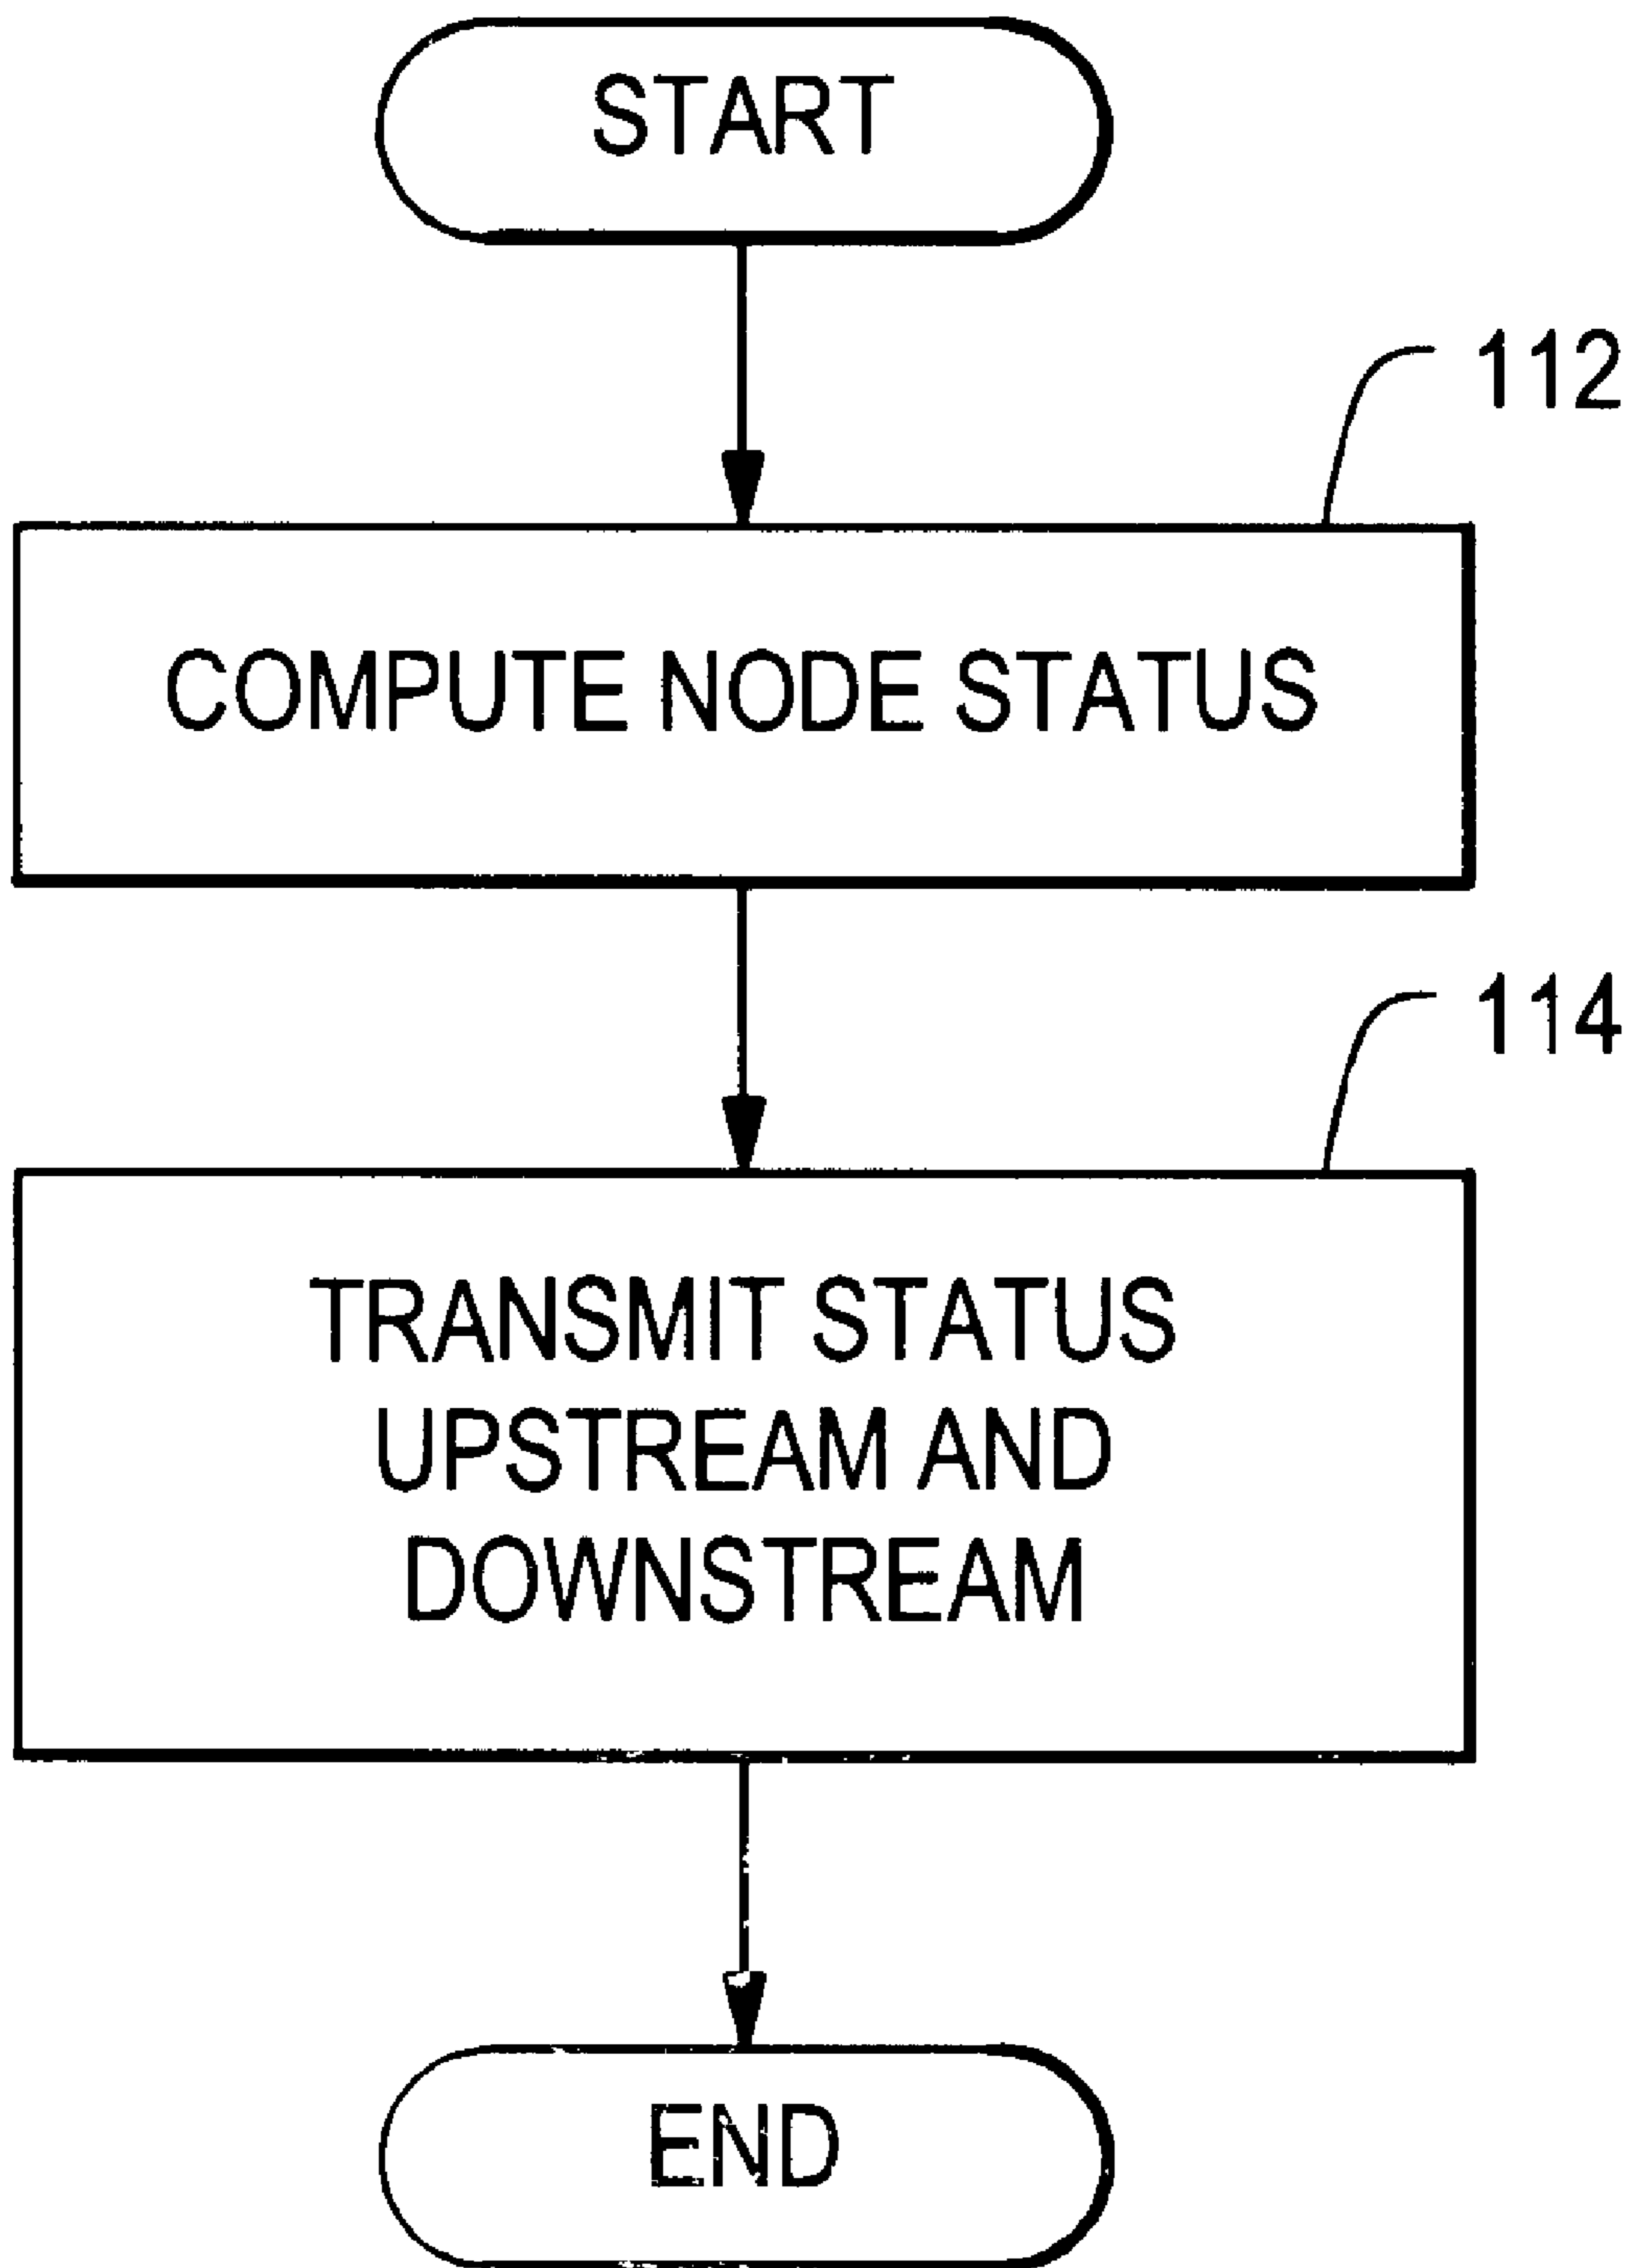 START
112
COMPUTE NODE STATUS
114
TRANSMIT STATUS
UPSTREAM AND
DOWNSTREAM
END